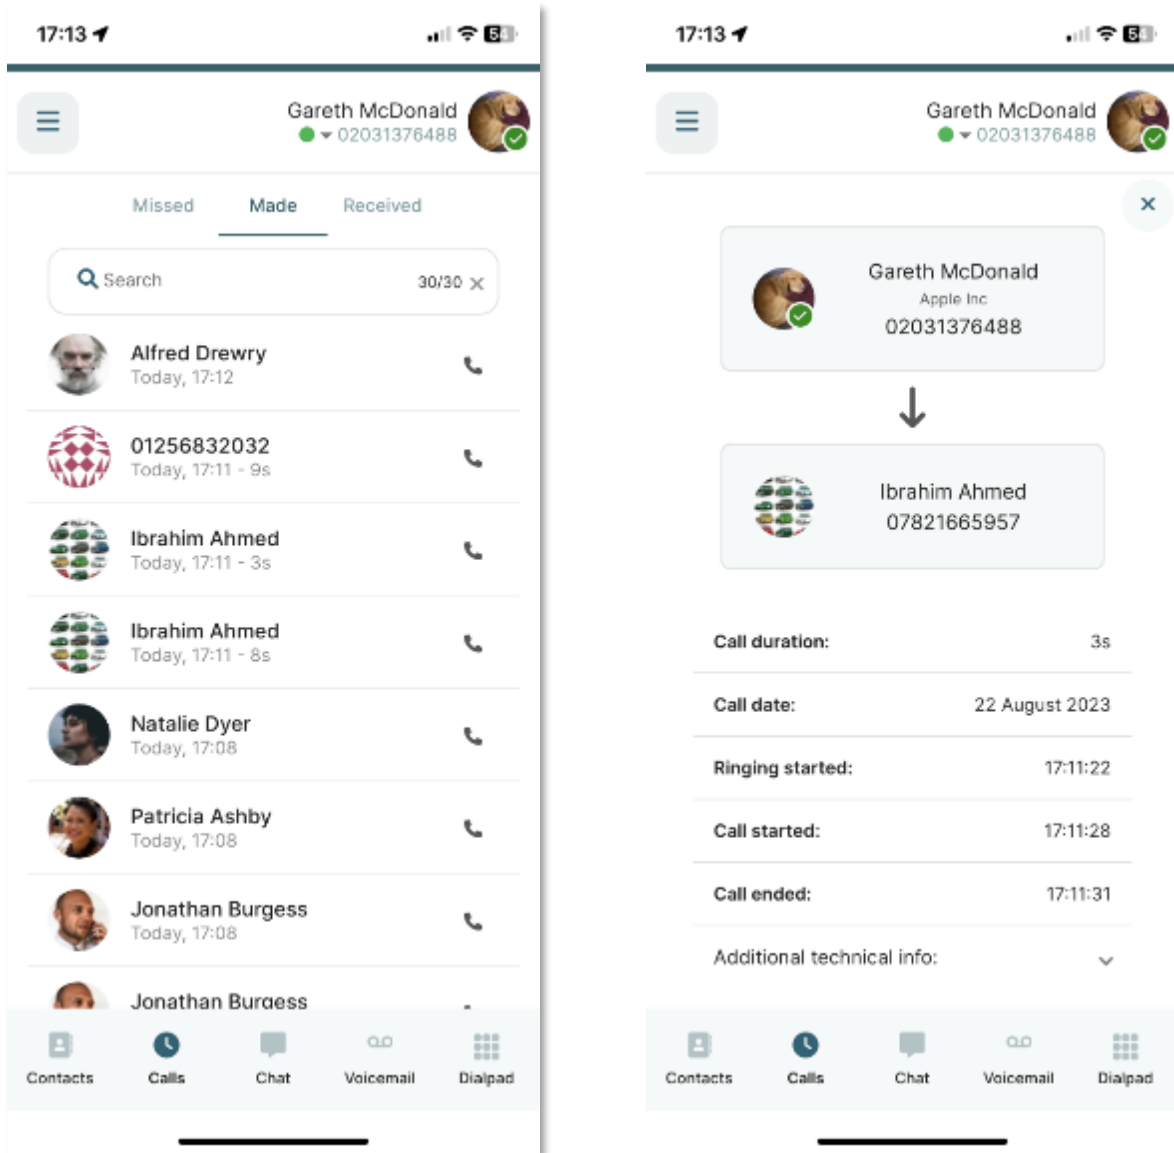 17:13
54
Gareth McDonald
02031376488
Missed Made Received
Search 30/30
Alfred Drewry
Today, 17:12
01256832032
Today, 17:11 - 9s
Ibrahim Ahmed
Today, 17:11 - 3s
Ibrahim Ahmed
Today, 17:11 - 8s
Natalie Dyer
Today, 17:08
Patricia Ashby
Today, 17:08
Jonathan Burgess
Today, 17:08
Jonathan Burgess
Contacts Calls Chat Voicemail Dialpad
17:13
54
Gareth McDonald
02031376488
Gareth McDonald
Apple Inc
02031376488
Ibrahim Ahmed
07821665957
Call duration: 3s
Call date: 22 August 2023
Ringing started: 17:11:22
Call started: 17:11:28
Call ended: 17:11:31
Additional technical info:
Contacts Calls Chat Voicemail Dialpad